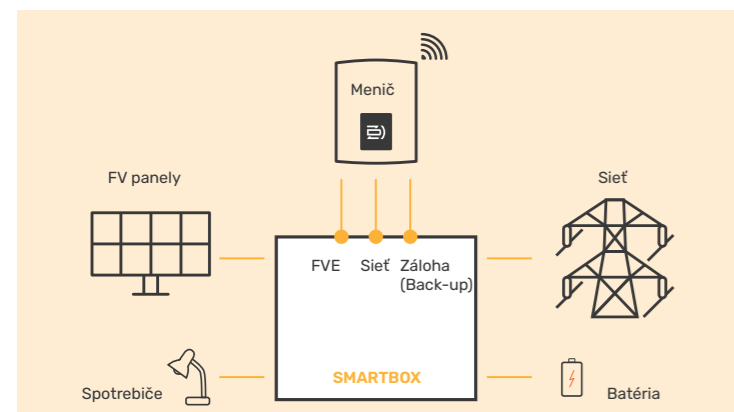 Menič
FV panely
Sieť
FVE
Sieť
Záloha
(Back-up)
SMARTBOX
Spotrebiče
Batéria